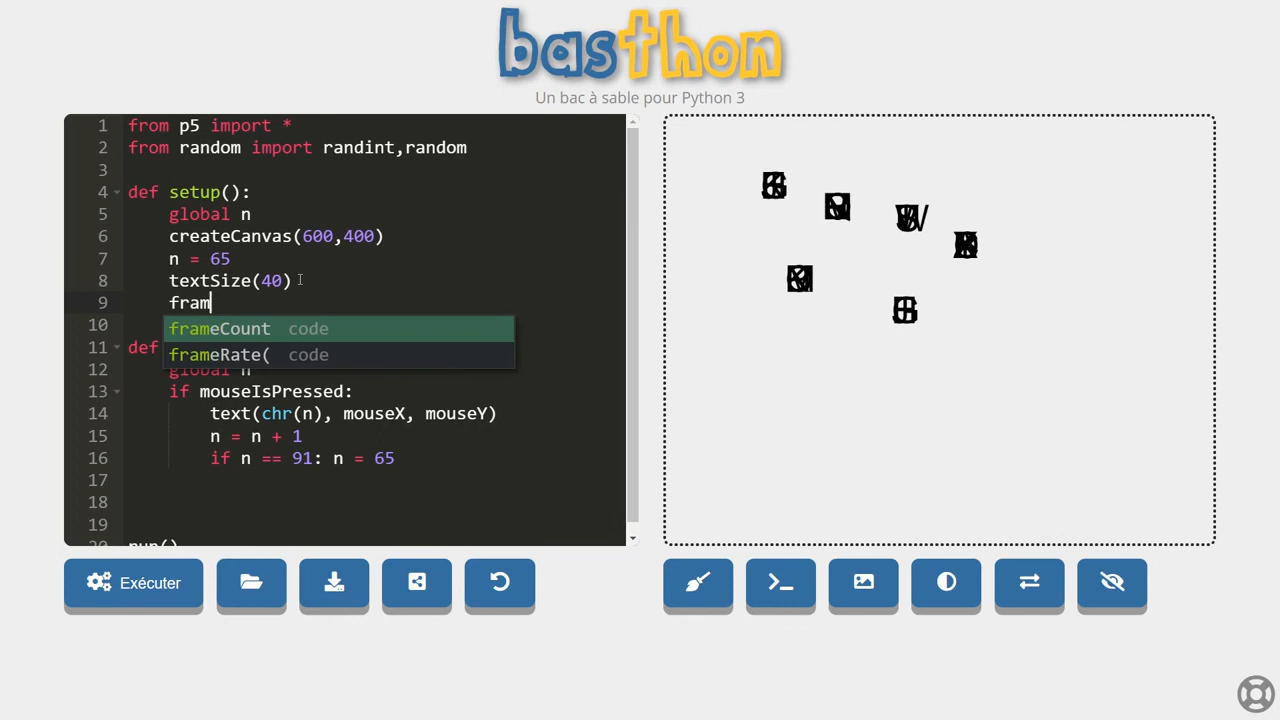 basthon
Un bac à sable pour Python 3
1 from p5 import *
2 from random import randint,random
3
4 def setup():
5 global n
6 createCanvas(600,400)
7 n = 65
8 textSize(40)
9 fram
10 frameCount code
frameRate( code
11 def
12 global n
13 if mouseIsPressed:
14 text(chr(n), mouseX, mouseY)
15 n = n + 1
16 if n == 91: n = 65
17
18
19
20 run()
Exécuter